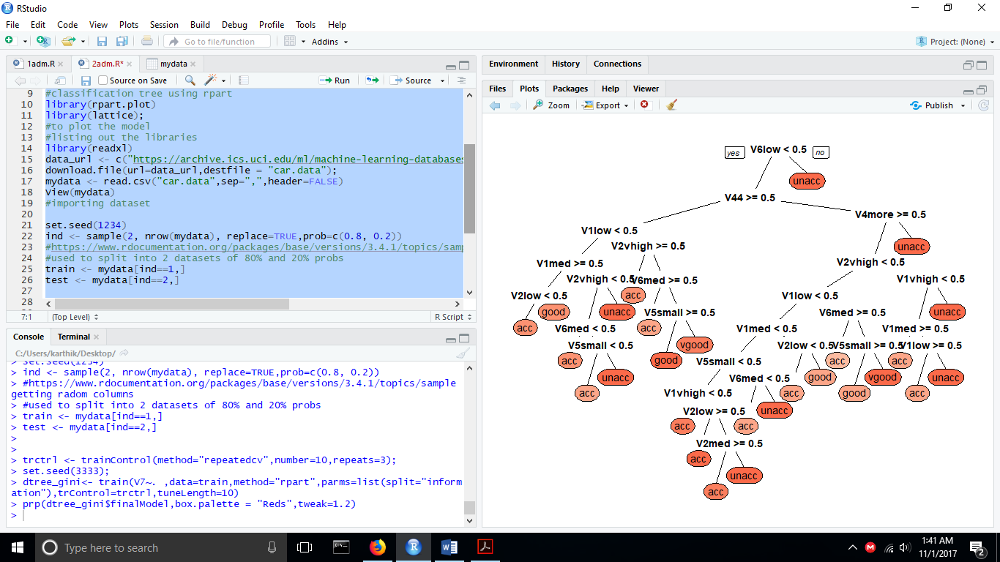 RStudio
File Edit Code View Plots Session Build Debug Profile Tools Help
Go to file/function Addins Project: (None)
1adm.R 2adm.R* mydata
Source on Save Run Source
9 #classification tree using rpart
10 library(rpart.plot)
11 library(lattice);
12 #to plot the model
13 #listing out the libraries
14 library(readxl)
15 data_url <- c("https://archive.ics.uci.edu/ml/machine-learning-databases
16 download.file(url=data_url,destfile = "car.data");
17 mydata <- read.csv("car.data",sep=",",header=FALSE)
18 View(mydata)
19 #importing dataset
20
21 set.seed(1234)
22 ind <- sample(2, nrow(mydata), replace=TRUE,prob=c(0.8, 0.2))
23 #https://www.rdocumentation.org/packages/base/versions/3.4.1/topics/sam
24 #used to split into 2 datasets of 80% and 20% probs
25 train <- mydata[ind==1,]
26 test <- mydata[ind==2,]
27
28
7:1 (Top Level) R Script
Console Terminal
C:/Users/karthik/Desktop/
> set.seed(1234)
> ind <- sample(2, nrow(mydata), replace=TRUE,prob=c(0.8, 0.2))
> #https://www.rdocumentation.org/packages/base/versions/3.4.1/topics/sample
getting radom columns
> #used to split into 2 datasets of 80% and 20% probs
> train <- mydata[ind==1,]
> test <- mydata[ind==2,]
>
>
> trctrl <- trainControl(method="repeatedcv",number=10,repeats=3);
> set.seed(3333);
> dtree_gini<- train(V7~. ,data=train,method="rpart",parms=list(split="inform
ation"),trControl=trctrl,tuneLength=10)
> prp(dtree_gini$finalModel,box.palette = "Reds",tweak=1.2)
>
Environment History Connections
Files Plots Packages Help Viewer
Zoom Export Publish
yes V6low < 0.5 no
unacc
V44 >= 0.5
V4more >= 0.5
V1low < 0.5
V2vhigh >= 0.5 unacc
V1med >= 0.5 V2vhigh < 0.5
V2vhigh < 0.5 V6med >= 0.5 V1vhigh < 0.5
V2low < 0.5 acc V1low < 0.5
good unacc V5small >= 0.5 V6med >= 0.5 unacc
acc V6med < 0.5 acc V1med < 0.5 V1med >= 0.5
V5small < 0.5 vgood V2low < 0.5 V5small >= 0.5 V1low >= 0.5
acc good V5small < 0.5 acc acc
unacc V6med < 0.5 good vgood unacc
acc V1vhigh < 0.5 acc good acc
V2low >= 0.5 unacc
acc acc
V2med >= 0.5
acc
unacc
acc
Type here to search
1:41 AM
11/1/2017
2